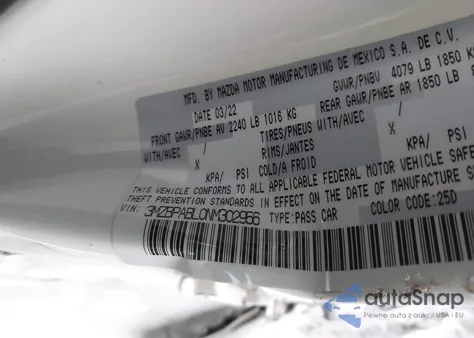 MFD. BY MAZDA MOTOR MANUFACTURING DE MEXICO S.A. DE C.V.
DATE 03/22 GVWR/PNBV 4079 LB 1850 KG
FRONT GAWR/PNBE AV 2240 LB 1016 KG REAR GAWR/PNBE AR 1850 LB
WITH/AVEC TIRES/PNEUS WITH/AVEC
X RIMS/JANTES X
/ KPA/ PSI COLD/A FROID / KPA/ PSI
THIS VEHICLE CONFORMS TO ALL APPLICABLE FEDERAL MOTOR VEHICLE SAFE
THEFT PREVENTION STANDARDS IN EFFECT ON THE DATE OF MANUFACTURE S
VIN: 3MZBPABL0NM302966 TYPE:PASS CAR COLOR CODE:25D
autoSnap
Pewne auta z aukcji USA i EU